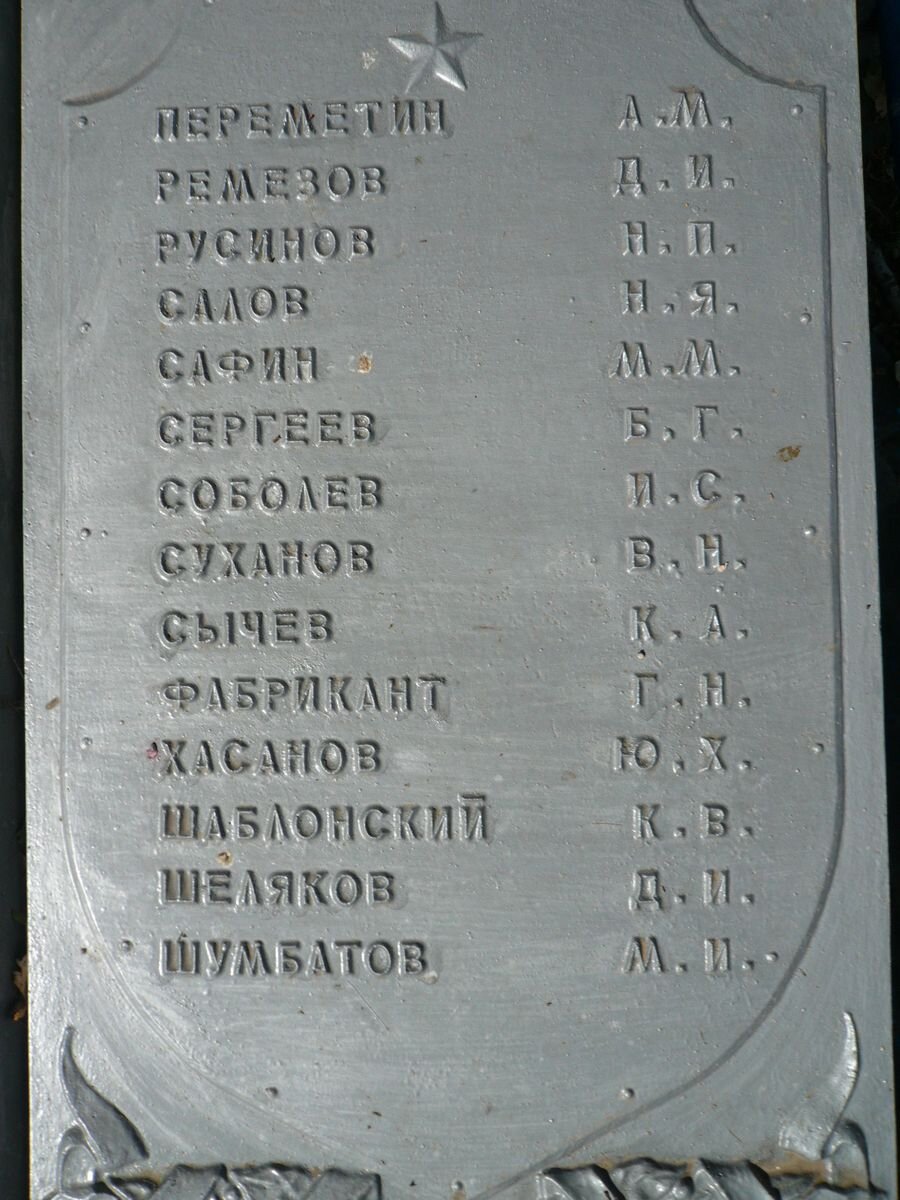 ПЕРЕМЕТИН А.М.
РЕМЕЗОВ Д.И.
РУСИНОВ Н.П.
САЛОВ Н.Я.
САФИН М.М.
СЕРГЕЕВ Б.Г.
СОБОЛЕВ И.С.
СУХАНОВ В.Н.
СЫЧЕВ К.А.
ФАБРИКАНТ Г.Н.
ХАСАНОВ Ю.Х.
ШАБЛОНСКИЙ К.В.
ШЕЛЯКОВ Д.И.
ШУМБАТОВ М.И.